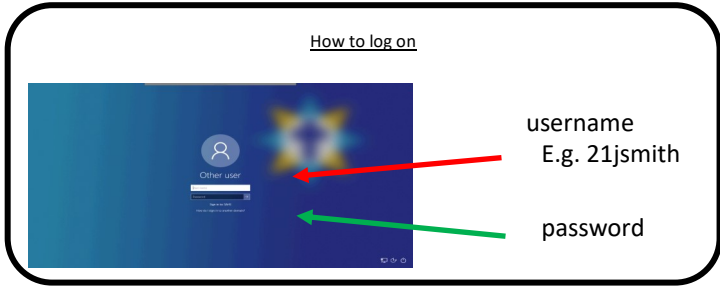 How to log on
Other user
username
E.g. 21jsmith
password